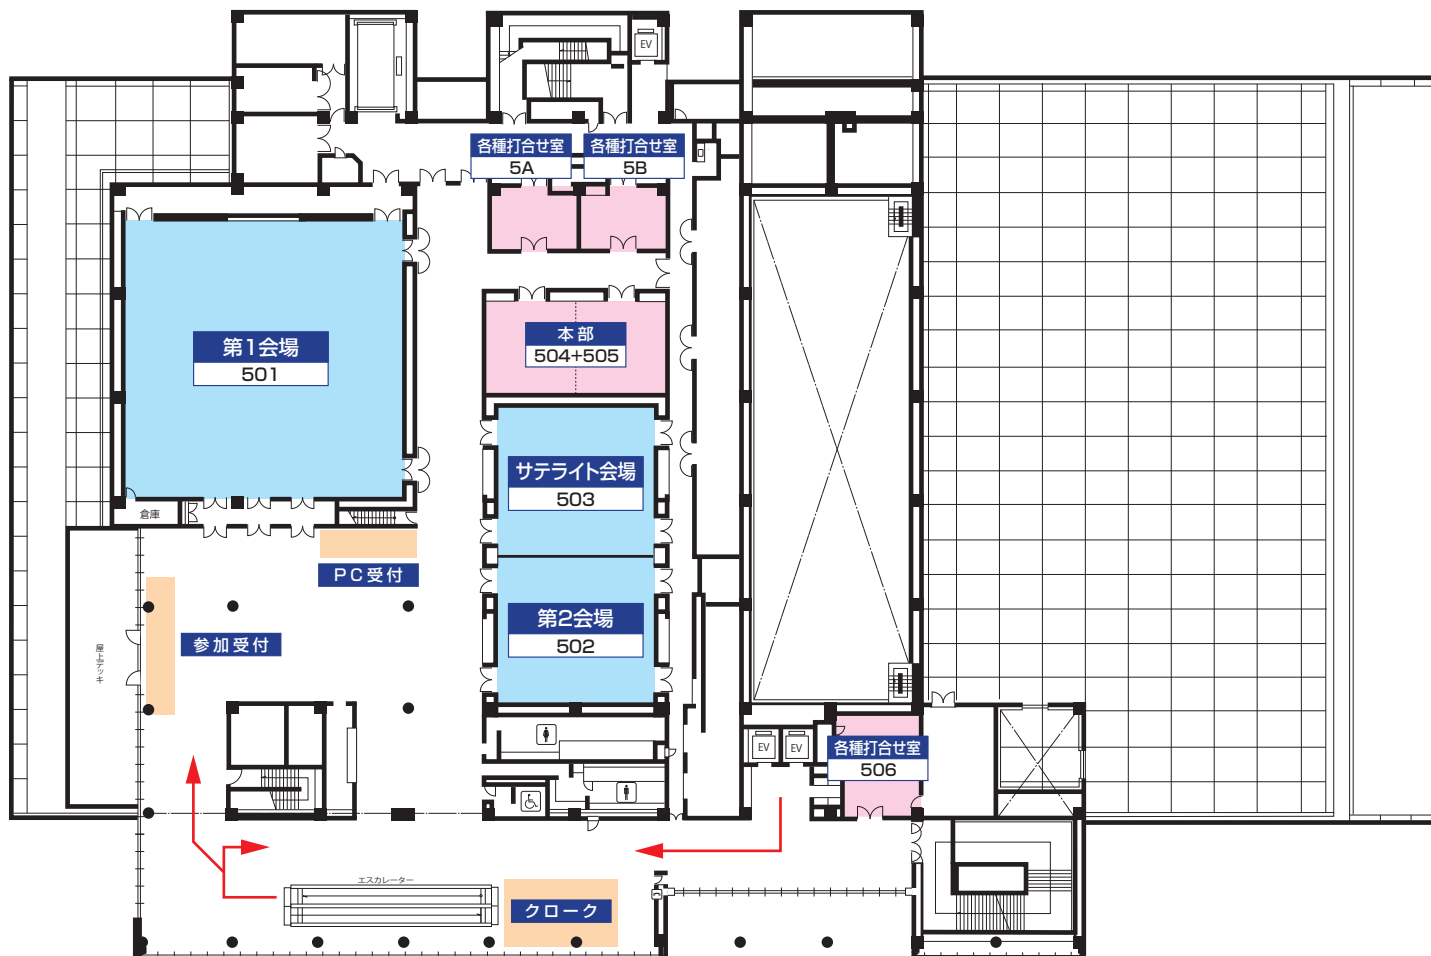 EV
各種打合せ室
5A
各種打合せ室
5B
第1会場
501
本部
504+505
サテライト会場
503
倉庫
PC受付
第2会場
502
参加受付
屋上デッキ
EV
EV
各種打合せ室
506
エスカレーター
クローク